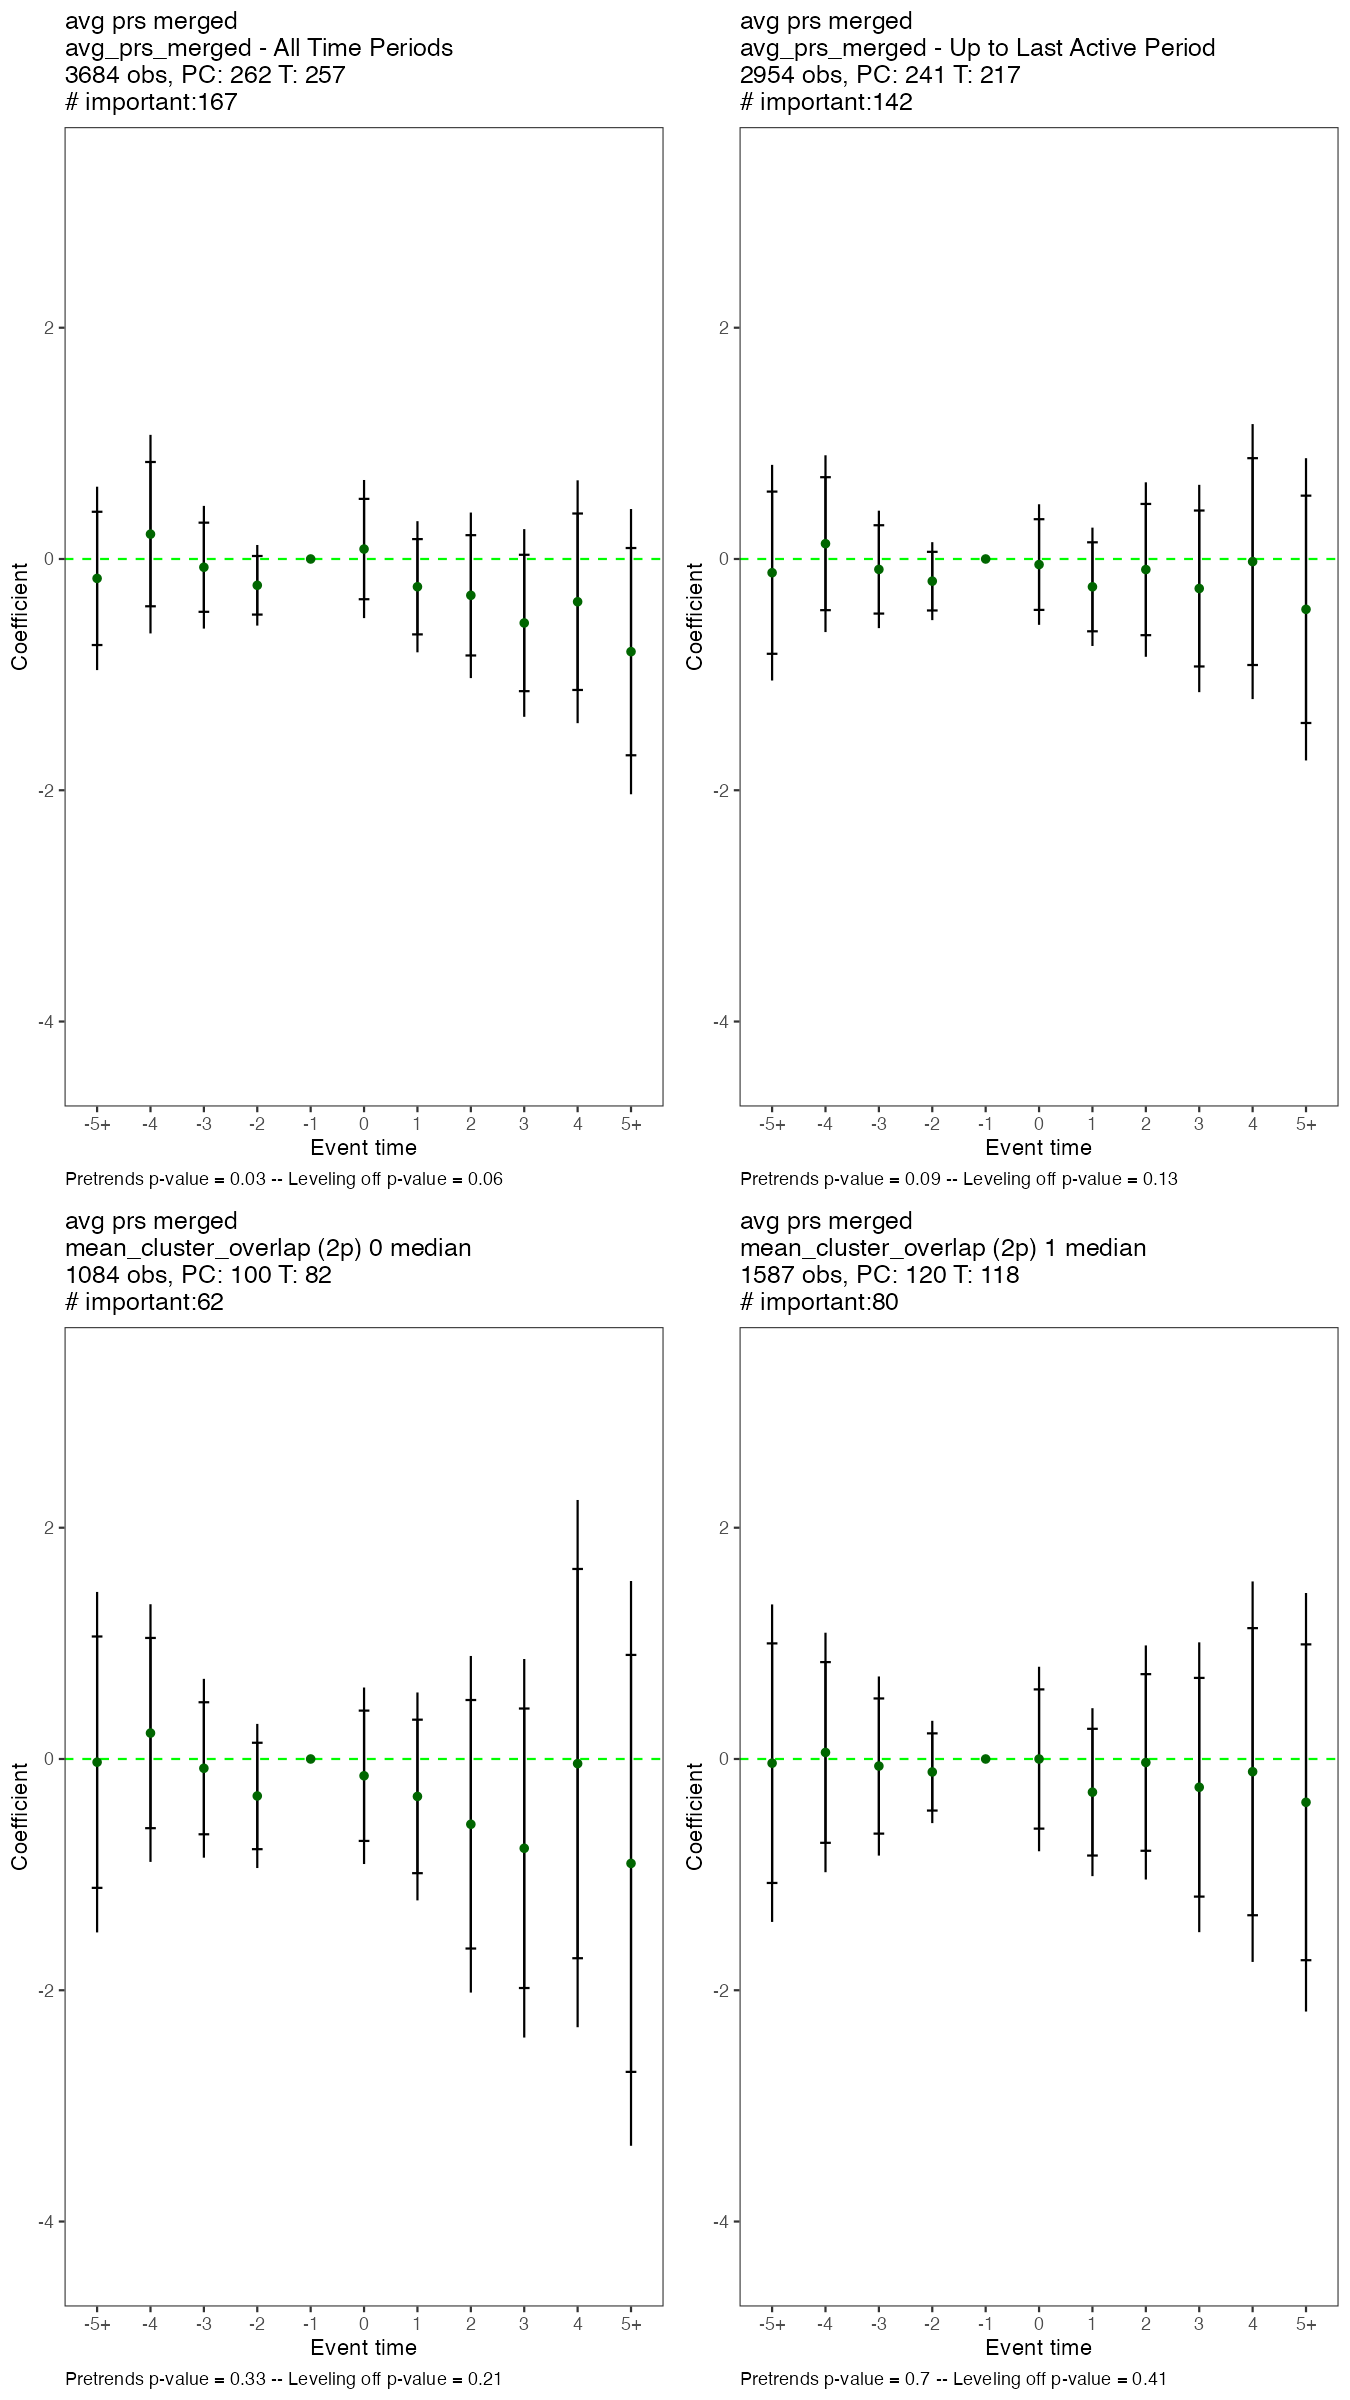 avg prs merged
avg_prs_merged - All Time Periods
3684 obs, PC: 262 T: 257
# important:167
2
0
-2
-4
Coefficient
-5+ -4 -3 -2 -1 0 1 2 3 4 5+
Event time
Pretrends p-value = 0.03 -- Leveling off p-value = 0.06
avg prs merged
avg_prs_merged - Up to Last Active Period
2954 obs, PC: 241 T: 217
# important:142
2
0
-2
-4
Coefficient
-5+ -4 -3 -2 -1 0 1 2 3 4 5+
Event time
Pretrends p-value = 0.09 -- Leveling off p-value = 0.13
avg prs merged
mean_cluster_overlap (2p) 0 median
1084 obs, PC: 100 T: 82
# important:62
2
0
-2
-4
Coefficient
-5+ -4 -3 -2 -1 0 1 2 3 4 5+
Event time
Pretrends p-value = 0.33 -- Leveling off p-value = 0.21
avg prs merged
mean_cluster_overlap (2p) 1 median
1587 obs, PC: 120 T: 118
# important:80
2
0
-2
-4
Coefficient
-5+ -4 -3 -2 -1 0 1 2 3 4 5+
Event time
Pretrends p-value = 0.7 -- Leveling off p-value = 0.41